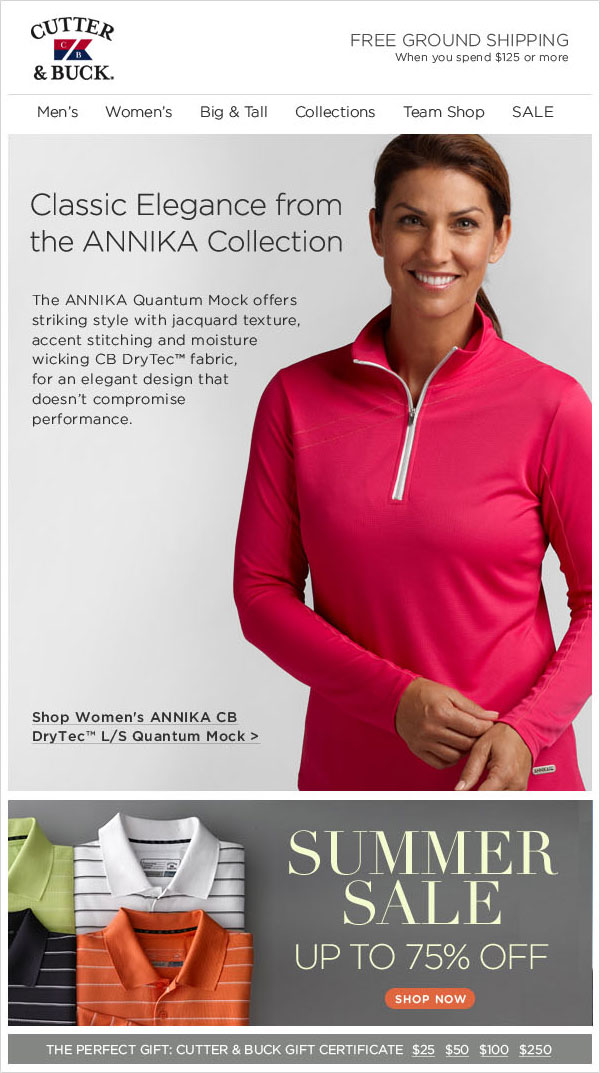 CUTTER
C
B
& BUCK.
FREE GROUND SHIPPING
When you spend $125 or more
Men's Women's Big & Tall Collections Team Shop SALE
Classic Elegance from
the ANNIKA Collection
The ANNIKA Quantum Mock offers
striking style with jacquard texture,
accent stitching and moisture
wicking CB DryTec™ fabric,
for an elegant design that
doesn't compromise
performance.
Shop Women's ANNIKA CB
DryTec™ L/S Quantum Mock >
ANNIKA
SUMMER
SALE
UP TO 75% OFF
SHOP NOW
THE PERFECT GIFT: CUTTER & BUCK GIFT CERTIFICATE $25 $50 $100 $250